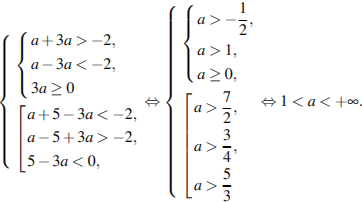 { { a + 3a > −2, a − 3a < −2, 3a ≥ 0 [ a + 5 − 3a < −2, a − 5 + 3a > −2, 5 − 3a < 0, ⇔ { { a > −1/2, a > 1, a ≥ 0, [ a > 7/2, a > 3/4, a > 5/3 ⇔ 1 < a < +∞.